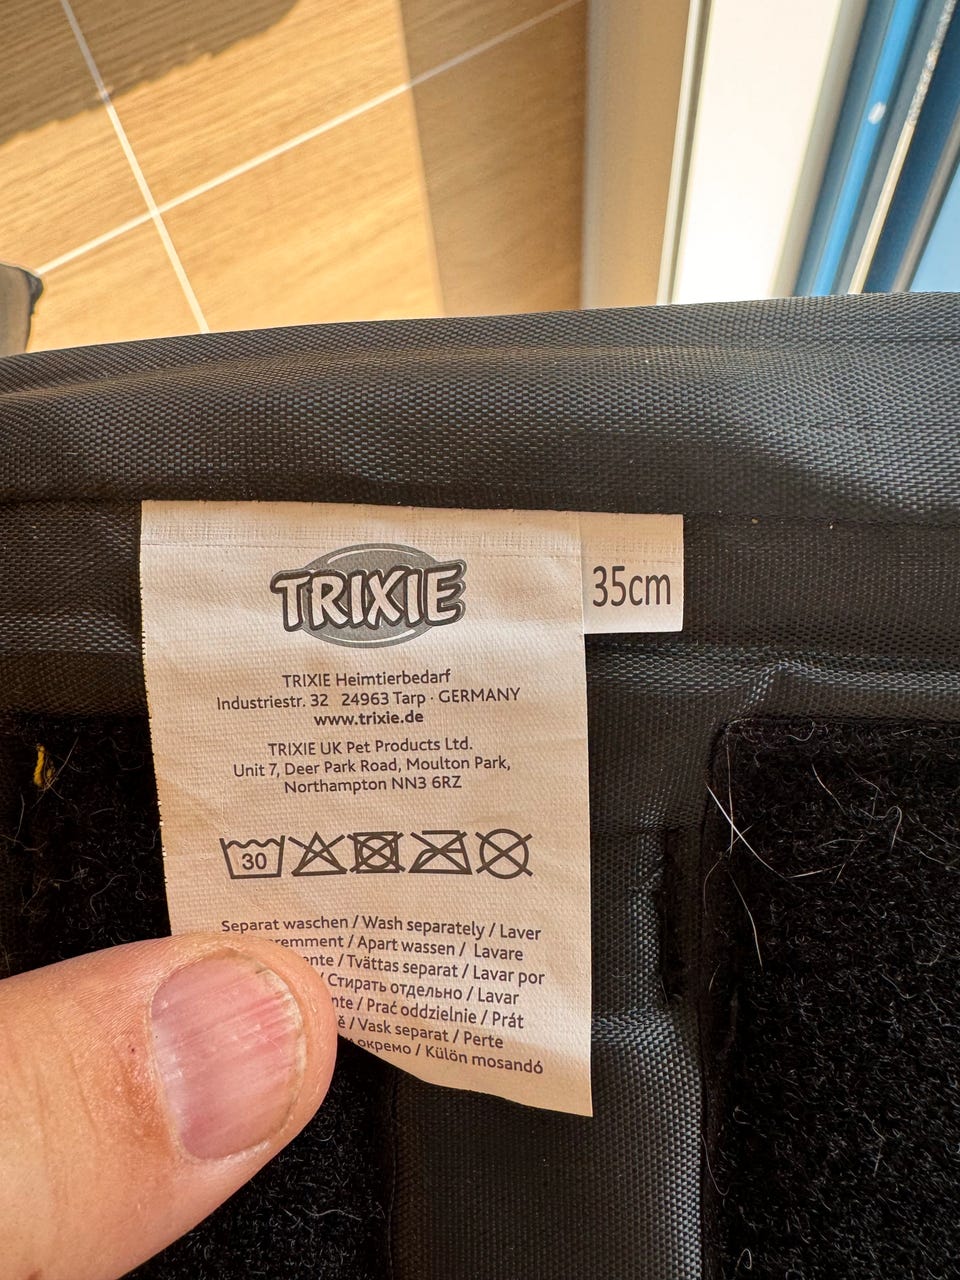 TRIXIE
35cm
TRIXIE Heimtierbedarf
Industriestr. 32 24963 Tarp · GERMANY
www.trixie.de
TRIXIE UK Pet Products Ltd.
Unit 7, Deer Park Road, Moulton Park,
Northampton NN3 6RZ
30
Separat waschen / Wash separately / Laver
/ Apart wassen / Lavare
/ Tvättas separat / Lavar por
/ Стирать отдельно / Lavar
/ Prać oddzielnie / Prát
/ Vask separat / Perte
окремо / Külön mosandó